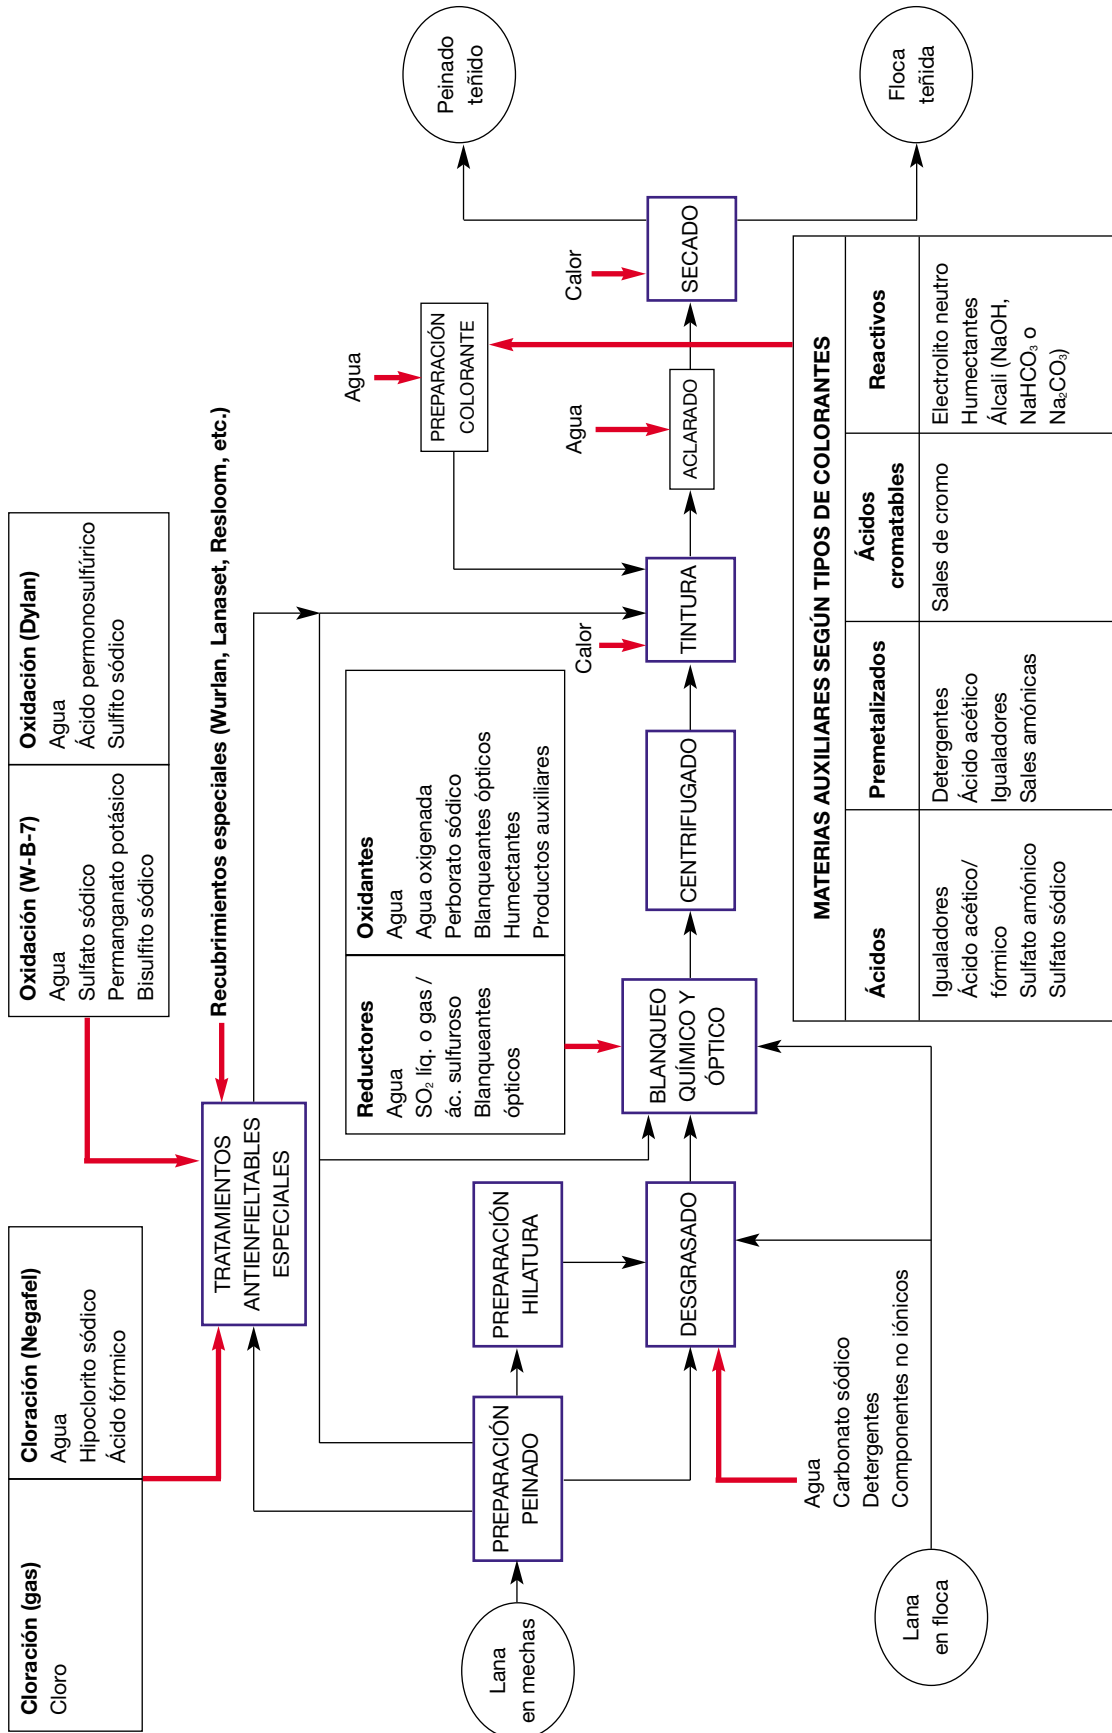 Cloración (gas)
Cloro
Cloración (Negafel)
Agua
Hipoclorito sódico
Ácido fórmico
Oxidación (W-B-7)
Agua
Sulfato sódico
Permanganato potásico
Bisulfito sódico
Oxidación (Dylan)
Agua
Ácido permonosulfúrico
Sulfito sódico
Recubrimientos especiales (Wurlan, Lanaset, Resloom, etc.)
TRATAMIENTOS
ANTIENFIELTABLES
ESPECIALES
Reductores
Agua
SO₂ líq. o gas /
ác. sulfuroso
Blanqueantes
ópticos
Oxidantes
Agua
Agua oxigenada
Perborato sódico
Blanqueantes ópticos
Humectantes
Productos auxiliares
Agua
PREPARACIÓN
COLORANTE
Peinado
teñido
Lana
en mechas
PREPARACIÓN
PEINADO
PREPARACIÓN
HILATURA
DESGRASADO
BLANQUEO
QUÍMICO Y
ÓPTICO
CENTRIFUGADO
Calor
TINTURA
Agua
ACLARADO
Calor
SECADO
Floca
teñida
Agua
Carbonato sódico
Detergentes
Componentes no iónicos
Lana
en floca
MATERIAS AUXILIARES SEGÚN TIPOS DE COLORANTES
Ácidos
Igualadores
Ácido acético/
fórmico
Sulfato amónico
Sulfato sódico
Premetalizados
Detergentes
Ácido acético
Igualadores
Sales amónicas
Ácidos
cromatables
Sales de cromo
Reactivos
Electrolito neutro
Humectantes
Álcali (NaOH,
NaHCO₃ o
Na₂CO₃)